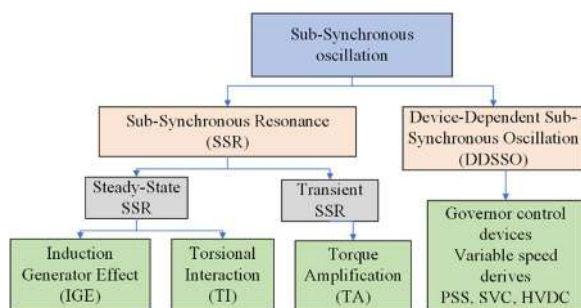 Sub-Synchronous
oscillation
Sub-Synchronous Resonance
(SSR)
Device-Dependent Sub-
Synchronous Oscillation
(DDSSO)
Steady-State
SSR
Transient
SSR
Induction
Generator Effect
(IGE)
Torsional
Interaction
(TI)
Torque
Amplification
(TA)
Governor control
devices
Variable speed
derives
PSS, SVC, HVDC